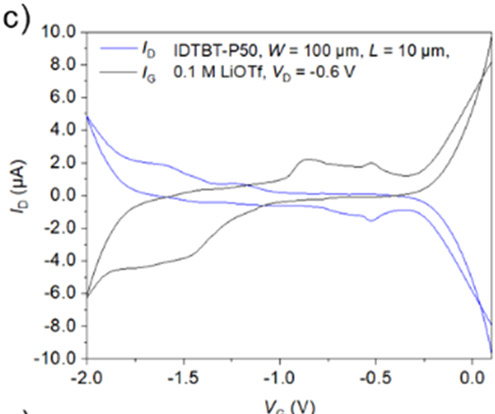 c)
10.0
8.0
6.0
4.0
2.0
0.0
-2.0
-4.0
-6.0
-8.0
-10.0
I_D (μA)
I_D IDTBT-P50, W = 100 μm, L = 10 μm,
I_G 0.1 M LiOTf, V_D = -0.6 V
-2.0 -1.5 -1.0 -0.5 0.0
V_G (V)